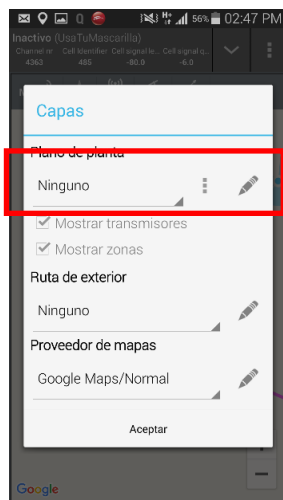 56% 02:47 PM
Inactivo (UsaTuMascarilla)
Channel nr Cell Identifier Cell signal le... Cell signal q...
4363 485 -80.0 -6.0
Capas
Plano de planta
Ninguno
Mostrar transmisores
Mostrar zonas
Ruta de exterior
Ninguno
Proveedor de mapas
Google Maps/Normal
Aceptar
Google